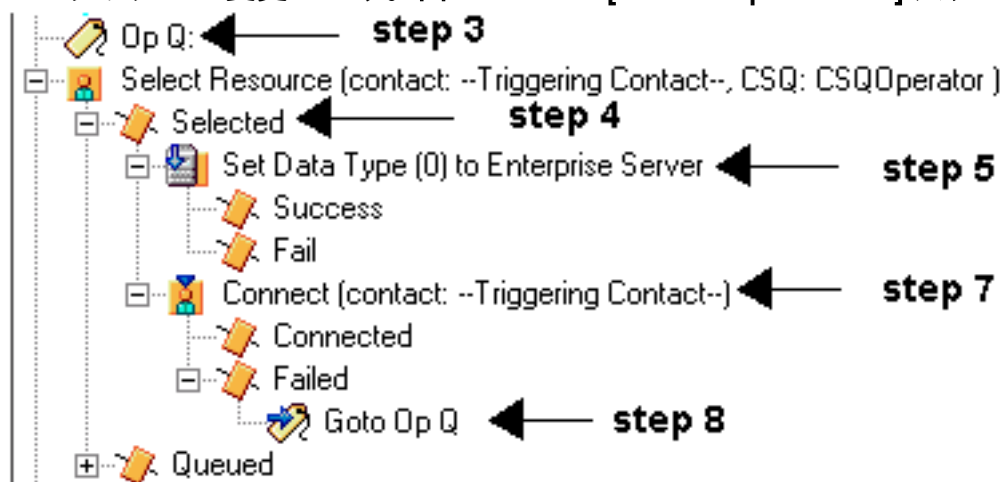 Op Q: step 3
Select Resource (contact: --Triggering Contact--, CSQ: CSQOperator )
Selected step 4
Set Data Type (0) to Enterprise Server step 5
Success
Fail
Connect (contact: --Triggering Contact--) step 7
Connected
Failed
Goto Op Q step 8
Queued